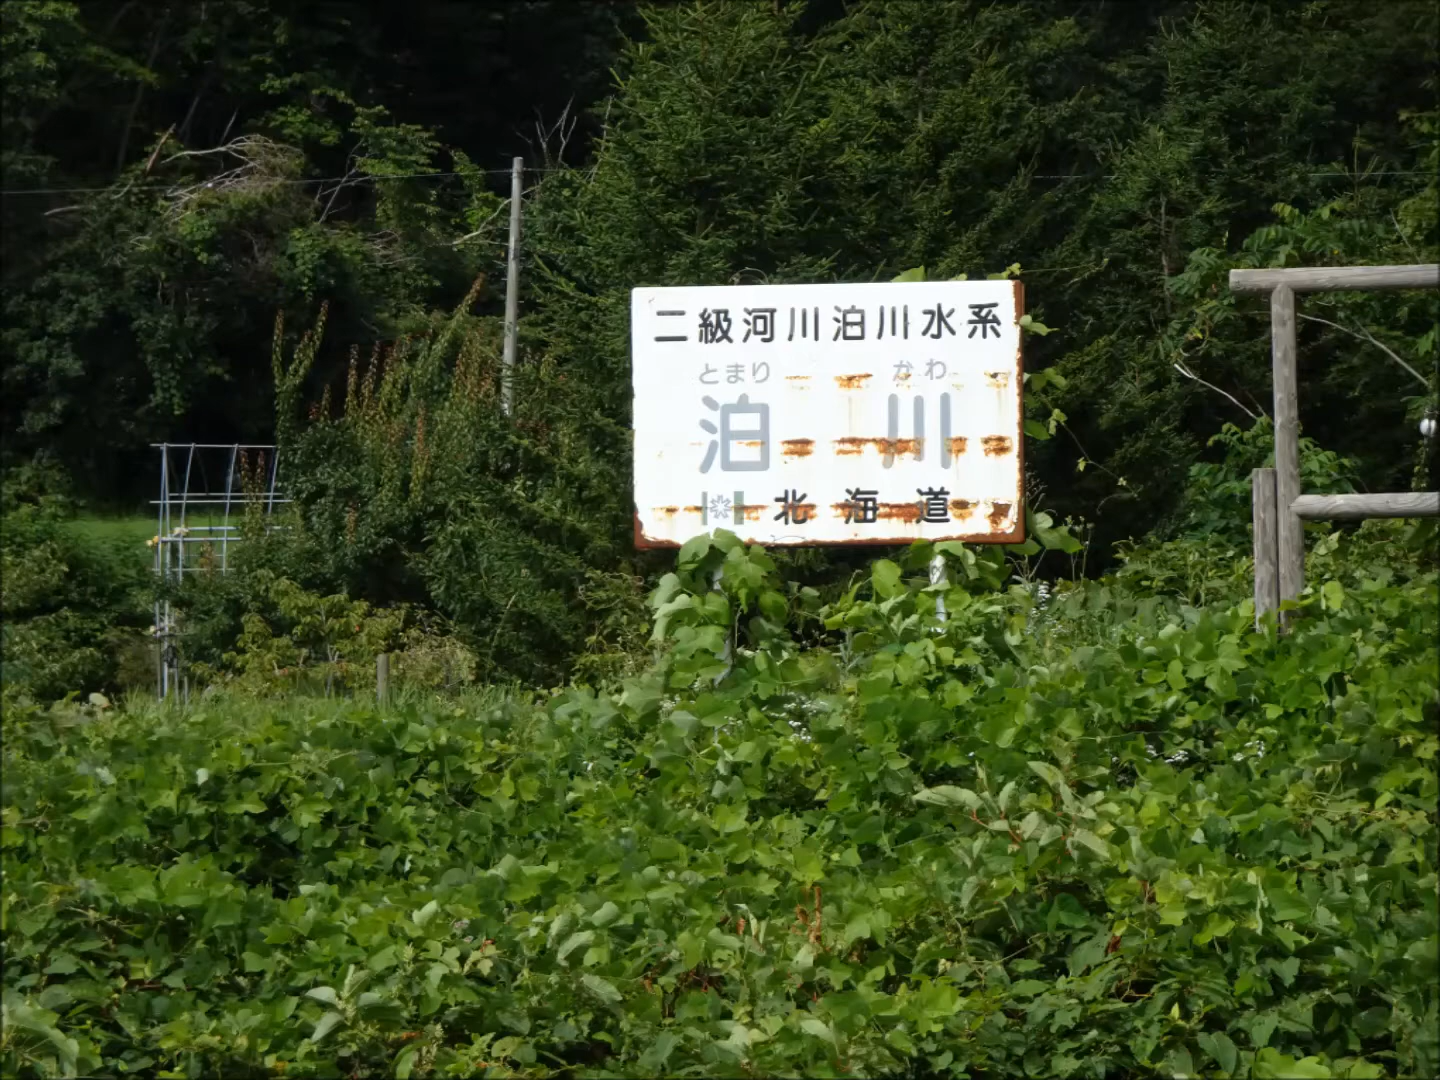 二級河川泊川水系
とまり かわ
泊川
北海道